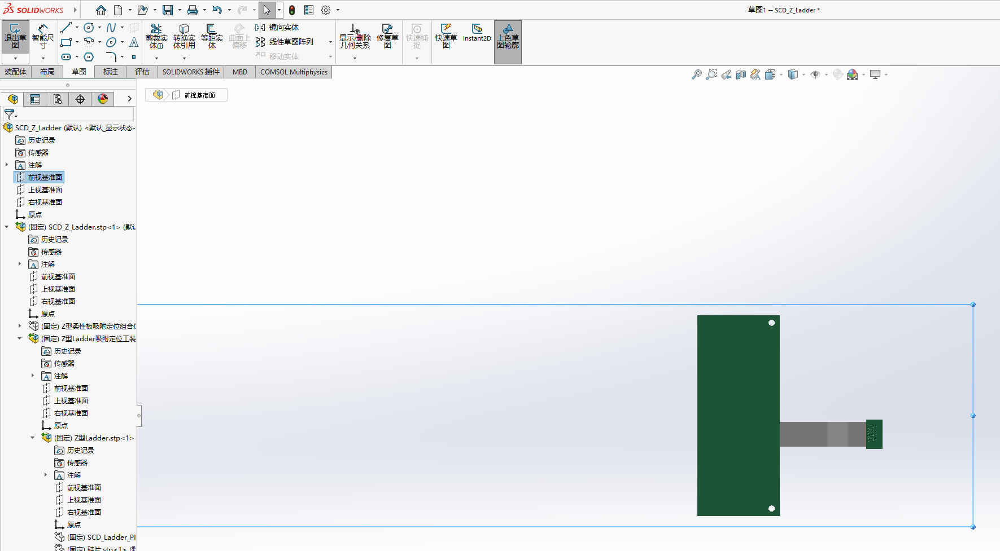 SOLIDWORKS
草图1 ← SCD_Z_Ladder *
退出草图
智能尺寸
剪裁实体(T)
转换实体引用
等距实体
曲面上偏移
镜向实体
线性草图阵列
移动实体
显示/删除几何关系
修复草图
快速捕捉
快速草图
Instant2D
上色草图轮廓
装配体 布局 草图 标注 评估 SOLIDWORKS 插件 MBD COMSOL Multiphysics
前视基准面
SCD_Z_Ladder (默认) <默认_显示状态-
历史记录
传感器
注解
前视基准面
上视基准面
右视基准面
原点
(固定) SCD_Z_Ladder.stp<1> (默认
历史记录
传感器
注解
前视基准面
上视基准面
右视基准面
原点
(固定) Z型柔性板吸附定位组合
(固定) Z型Ladder吸附定位工装
历史记录
传感器
注解
前视基准面
上视基准面
右视基准面
原点
(固定) Z型Ladder.stp<1>
历史记录
传感器
注解
前视基准面
上视基准面
右视基准面
原点
(固定) SCD_Ladder_PI
(固定) 硅片.stp<1> (默